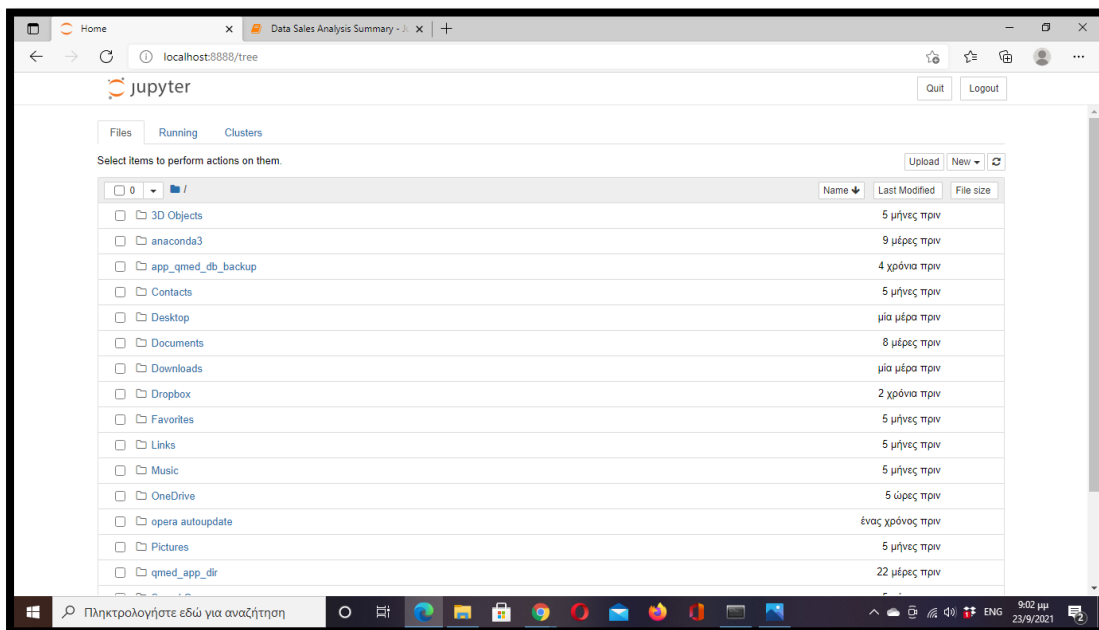 Home
Data Sales Analysis Summary - Ju
localhost:8888/tree
jupyter
Quit Logout
Files Running Clusters
Select items to perform actions on them.
Upload New
0 / Name Last Modified File size
3D Objects 5 μήνες πριν
anaconda3 9 μέρες πριν
app_qmed_db_backup 4 χρόνια πριν
Contacts 5 μήνες πριν
Desktop μία μέρα πριν
Documents 8 μέρες πριν
Downloads μία μέρα πριν
Dropbox 2 χρόνια πριν
Favorites 5 μήνες πριν
Links 5 μήνες πριν
Music 5 μήνες πριν
OneDrive 5 ώρες πριν
opera autoupdate ένας χρόνος πριν
Pictures 5 μήνες πριν
qmed_app_dir 22 μέρες πριν
Πληκτρολογήστε εδώ για αναζήτηση
ENG
9:02 μμ
23/9/2021
2